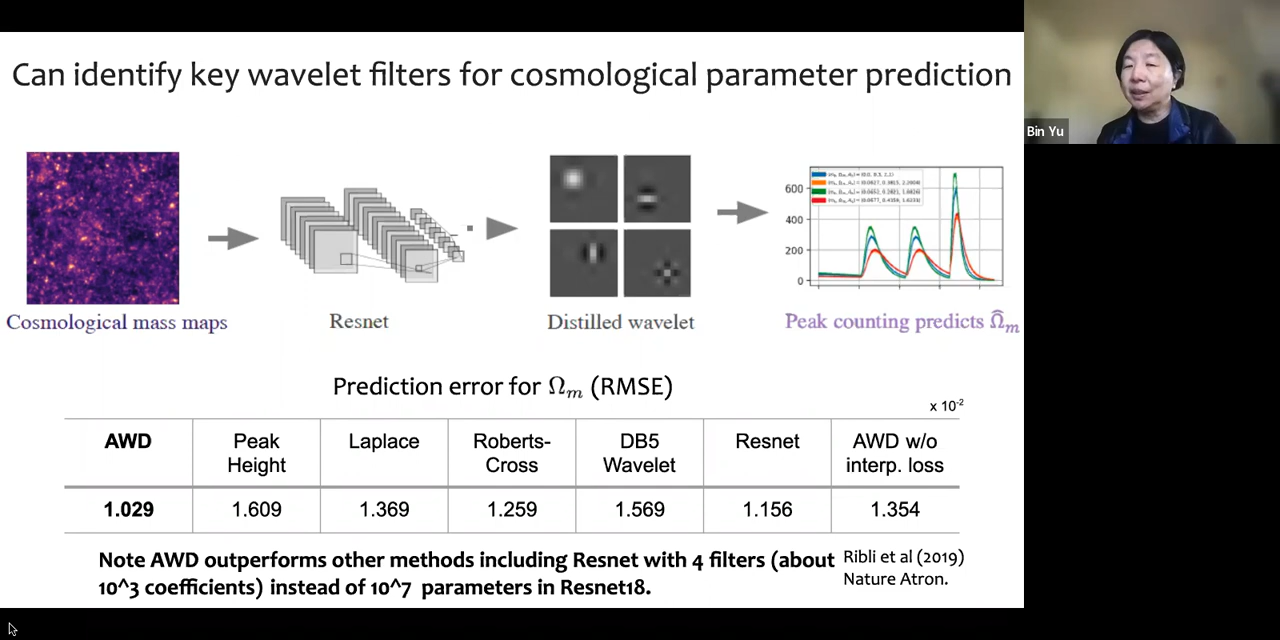 Can identify key wavelet filters for cosmological parameter prediction
Bin Yu
600
400
200
0
Cosmological mass maps
Resnet
Distilled wavelet
Peak counting predicts Ω̂ₘ
Prediction error for Ωₘ (RMSE)
x 10⁻²
AWD
Peak Height
Laplace
Roberts-Cross
DB5 Wavelet
Resnet
AWD w/o interp. loss
1.029
1.609
1.369
1.259
1.569
1.156
1.354
Note AWD outperforms other methods including Resnet with 4 filters (about
10^3 coefficients) instead of 10^7 parameters in Resnet18.
Ribli et al (2019)
Nature Atron.